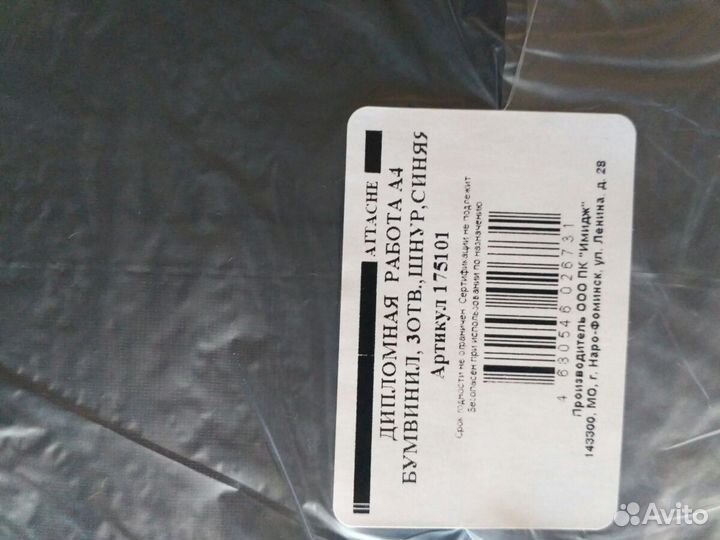 ATTACHE
ДИПЛОМНАЯ РАБОТА А4
БУМВИНИЛ, 3ОТВ.,ШНУР,СИНЯЯ
Артикул 175101
Срок годности не ограничен. Сертификации не подлежит
Безопасен при использовании по назначению
4 680546 026731
Производитель ООО ПК "Имидж"
143300, МО, г. Наро-Фоминск, ул. Ленина, д. 28
Avito